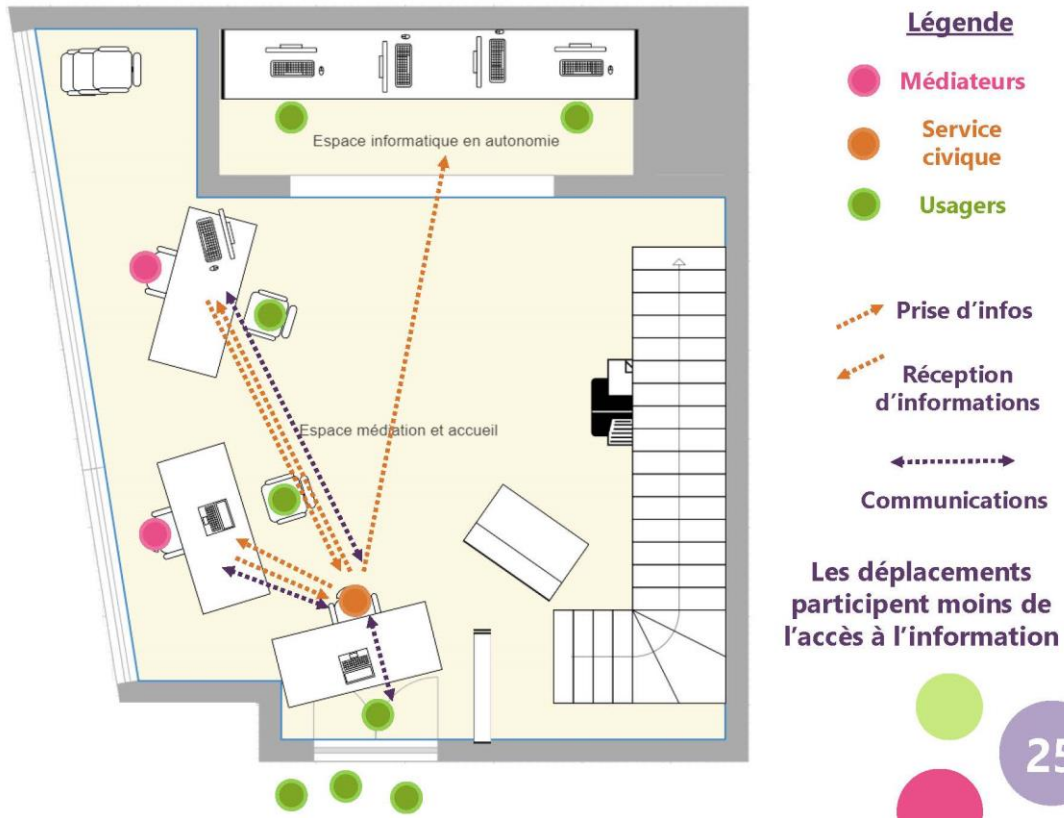 Légende
Médiateurs
Service
civique
Usagers
Prise d’infos
Réception
d’informations
Communications
Les déplacements
participent moins de
l’accès à l’information
Espace informatique en autonomie
Espace médiation et accueil
25